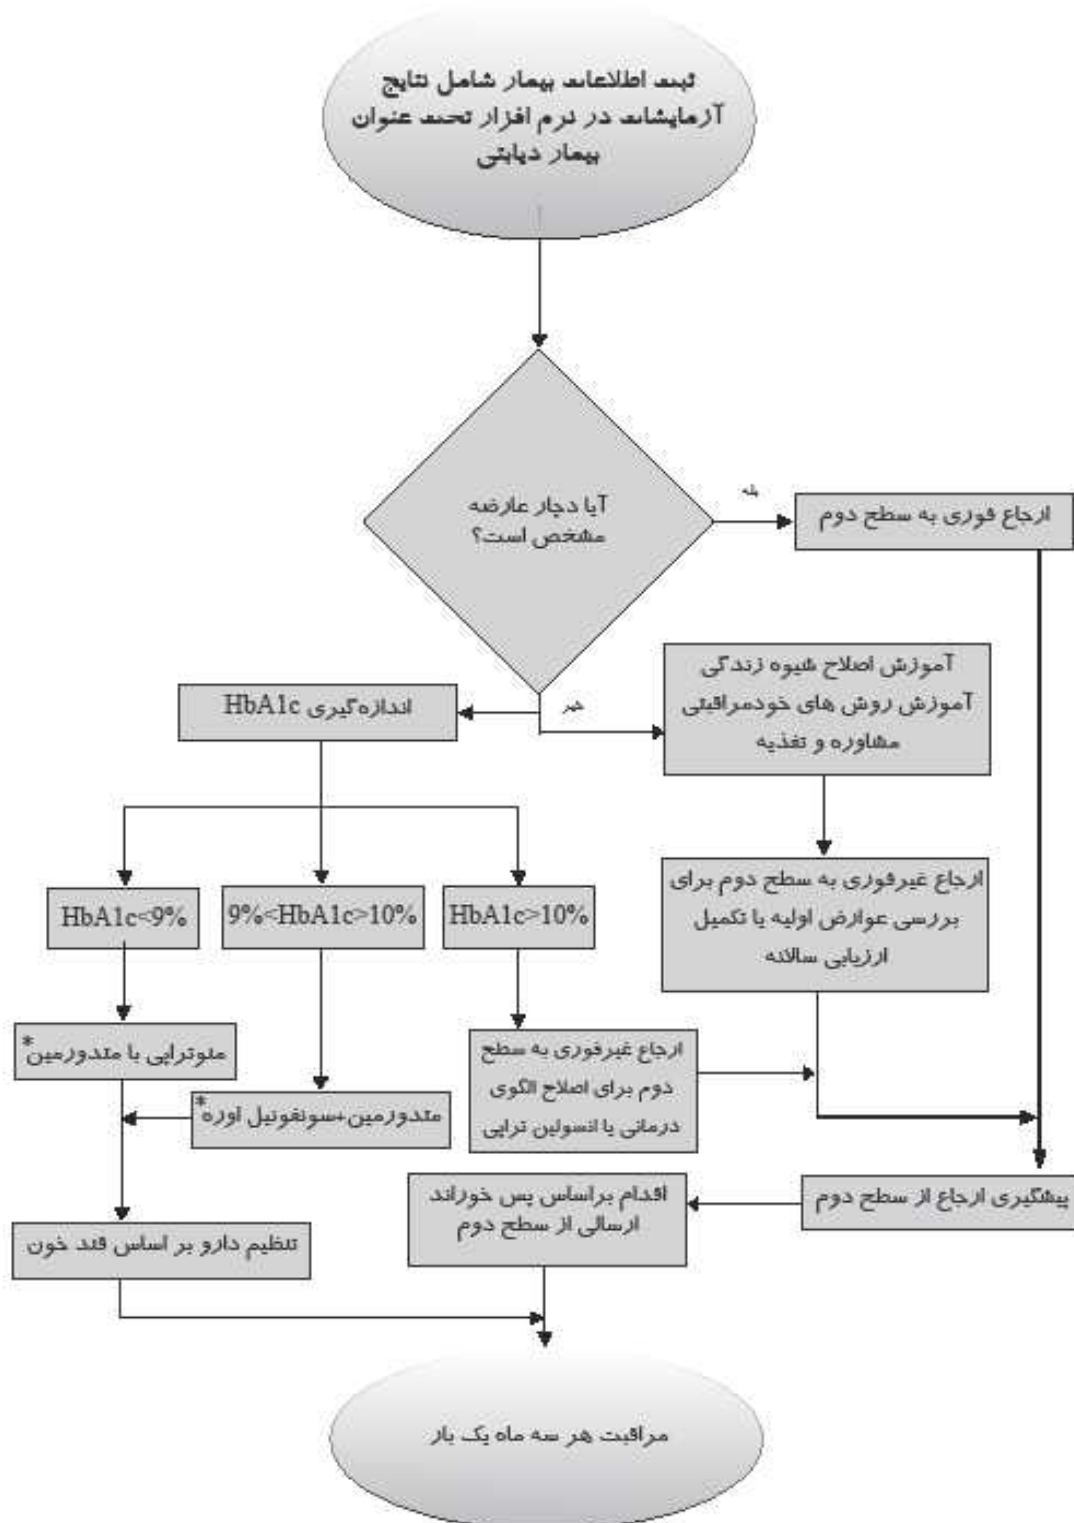 ثبت اطلاعات بیمار شامل نتایج
آزمایشات در نرم افزار تحت عنوان
بیمار دیابتی
آیا دچار عارضه
مشخص است؟
بله
ارجاع فوری به سطح دوم
خیر
آموزش اصلاح شیوه زندگی
آموزش روش های خودمراقبتی
مشاوره و تغذیه
اندازه‌گیری HbA1c
ارجاع غیرفوری به سطح دوم برای
بررسی عوارض اولیه یا تکمیل
ارزیابی سالانه
HbA1c>10%
9%<HbA1c>10%
HbA1c<9%
ارجاع غیرفوری به سطح
دوم برای اصلاح الگوی
درمانی یا انسولین تراپی
منوتراپی با متدورمین*
متدورمین+سونفونیل اوره*
پیشگیری ارجاع از سطح دوم
اقدام براساس پس خوراند
ارسالی از سطح دوم
تنظیم دارو بر اساس قند خون
مراقبت هر سه ماه یک بار